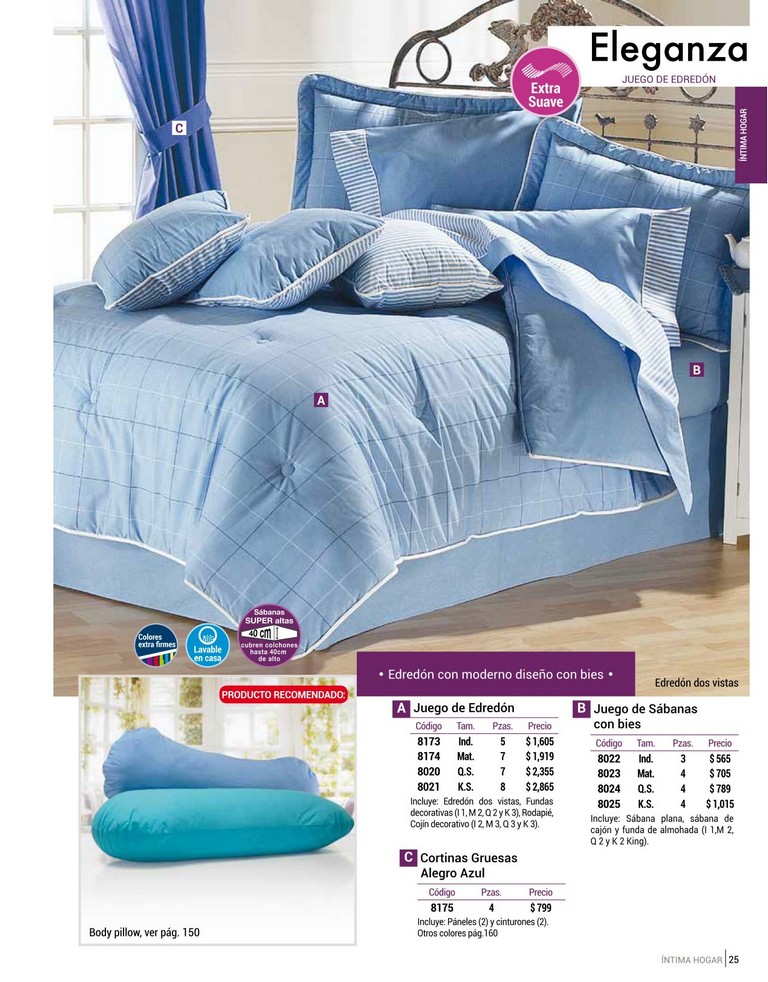 Eleganza
JUEGO DE EDREDÓN
Extra
Suave
ÍNTIMA HOGAR
C
A
B
Colores
extra firmes
Lavable
en casa
Sábanas
SUPER altas
40 cm
cubren colchones
hasta 40cm
de alto
• Edredón con moderno diseño con bies •
Edredón dos vistas
PRODUCTO RECOMENDADO:
Body pillow, ver pág. 150
A Juego de Edredón
Código Tam. Pzas. Precio
8173 Ind. 5 $1,605
8174 Mat. 7 $1,919
8020 Q.S. 7 $2,355
8021 K.S. 8 $2,865
Incluye: Edredón dos vistas, Fundas
decorativas (I 1, M 2, Q 2 y K 3), Rodapié,
Cojín decorativo (I 2, M 3, Q 3 y K 3).
B Juego de Sábanas
con bies
Código Tam. Pzas. Precio
8022 Ind. 3 $565
8023 Mat. 4 $705
8024 Q.S. 4 $789
8025 K.S. 4 $1,015
Incluye: Sábana plana, sábana de
cajón y funda de almohada (I 1,M 2,
Q 2 y K 2 King).
C Cortinas Gruesas
Alegro Azul
Código Pzas. Precio
8175 4 $799
Incluye: Páneles (2) y cinturones (2).
Otros colores pág.160
ÍNTIMA HOGAR 25